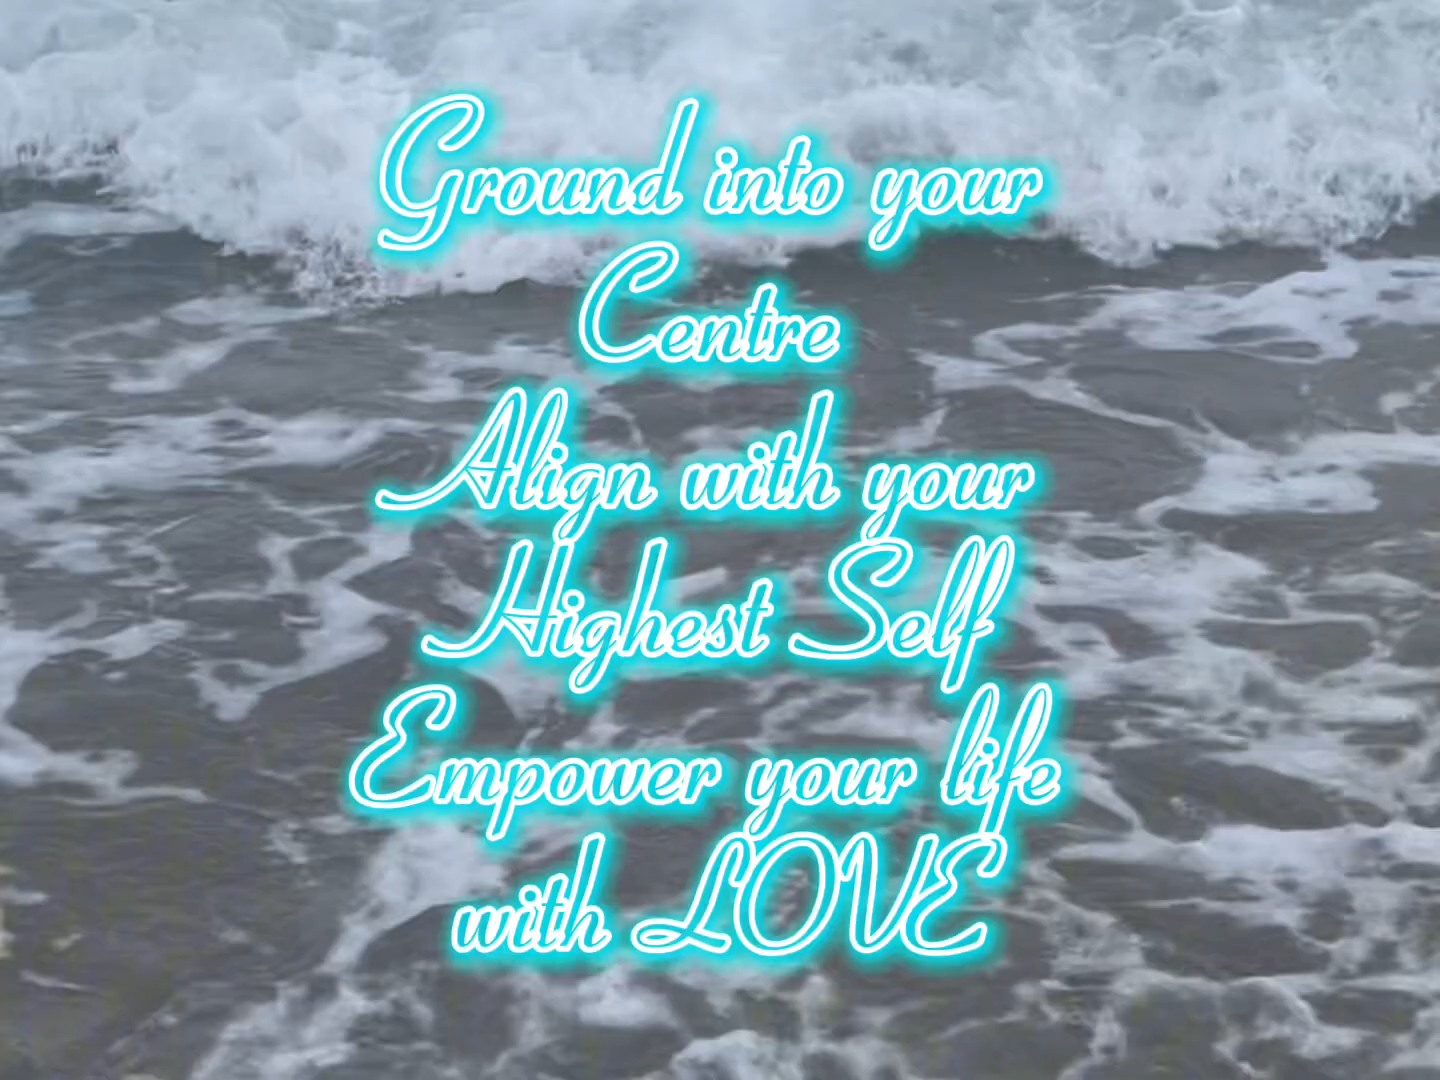 Ground into your
Centre
Align with your
Highest Self
Empower your life
with LOVE